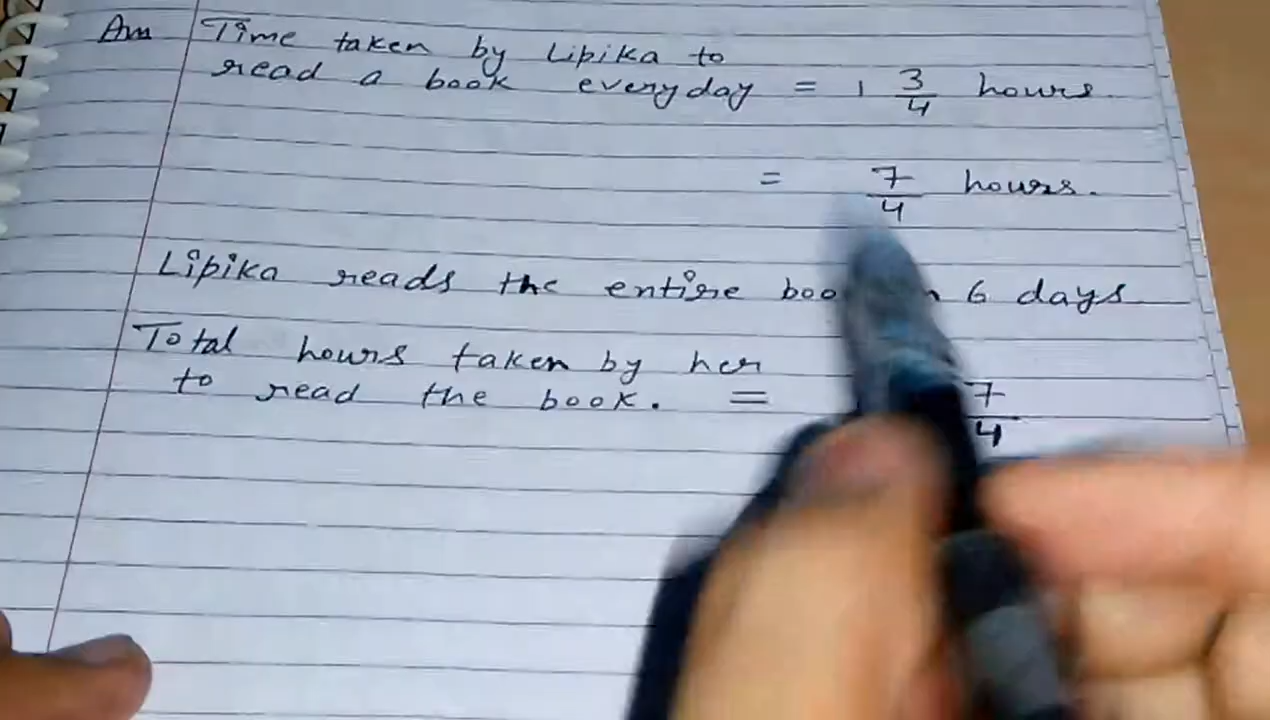 Ans Time taken by Lipika to
read a book everyday = 1 3/4 hours.
= 7/4 hours.
Lipika reads the entire 6 days
Total hours taken by her
to read the book. = 7/4